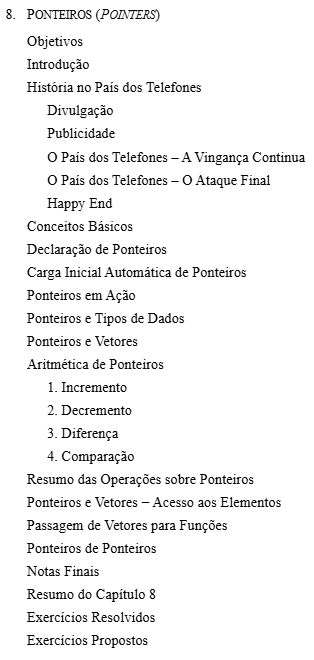 8. PONTEIROS (POINTERS)
Objetivos
Introdução
História no País dos Telefones
Divulgação
Publicidade
O País dos Telefones – A Vingança Continua
O País dos Telefones – O Ataque Final
Happy End
Conceitos Básicos
Declaração de Ponteiros
Carga Inicial Automática de Ponteiros
Ponteiros em Ação
Ponteiros e Tipos de Dados
Ponteiros e Vetores
Aritmética de Ponteiros
1. Incremento
2. Decremento
3. Diferença
4. Comparação
Resumo das Operações sobre Ponteiros
Ponteiros e Vetores – Acesso aos Elementos
Passagem de Vetores para Funções
Ponteiros de Ponteiros
Notas Finais
Resumo do Capítulo 8
Exercícios Resolvidos
Exercícios Propostos